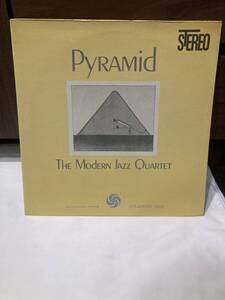 STEREO
PYRAMID
THE MODERN JAZZ QUARTET